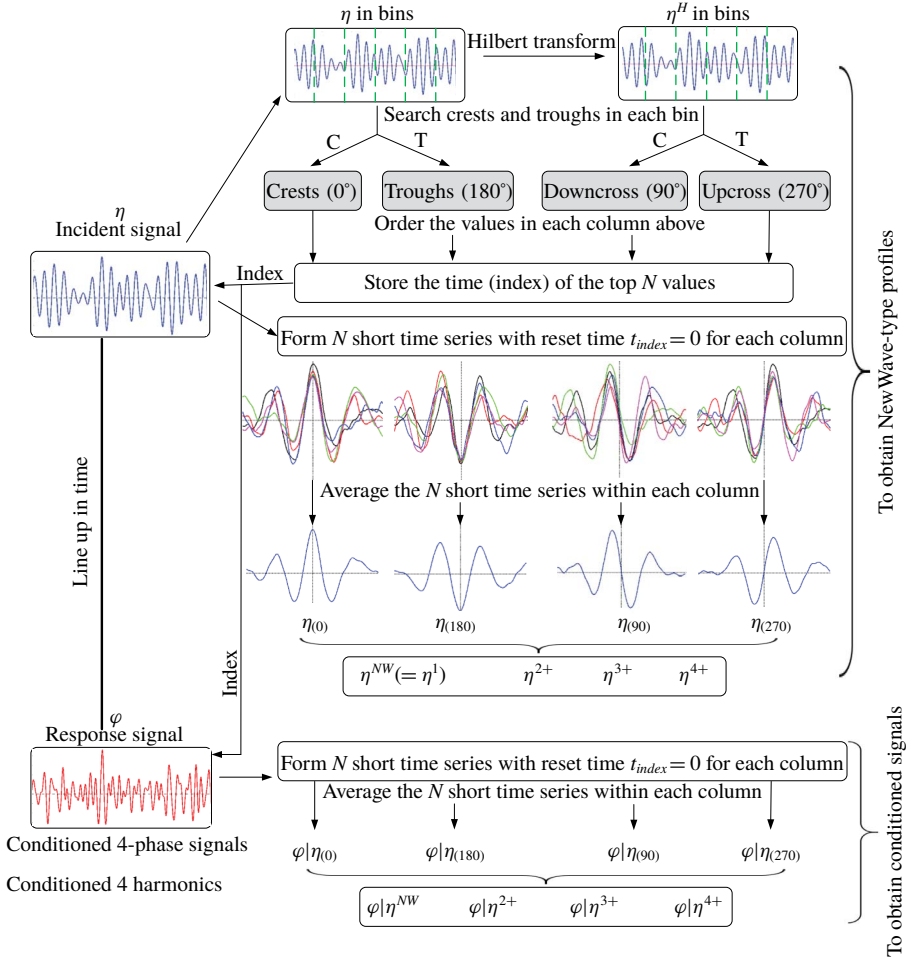 η in bins
η^H in bins
Hilbert transform
Search crests and troughs in each bin
C T C T
Crests (0°) Troughs (180°) Downcross (90°) Upcross (270°)
η
Incident signal
Order the values in each column above
Index
Store the time (index) of the top N values
Form N short time series with reset time t_index = 0 for each column
To obtain NewWave-type profiles
Average the N short time series within each column
Line up in time
η(0) η(180) η(90) η(270)
η^NW(= η^1) η^2+ η^3+ η^4+
Index
φ
Response signal
Form N short time series with reset time t_index = 0 for each column
Average the N short time series within each column
To obtain conditioned signals
Conditioned 4-phase signals
φ|η(0) φ|η(180) φ|η(90) φ|η(270)
Conditioned 4 harmonics
φ|η^NW φ|η^2+ φ|η^3+ φ|η^4+